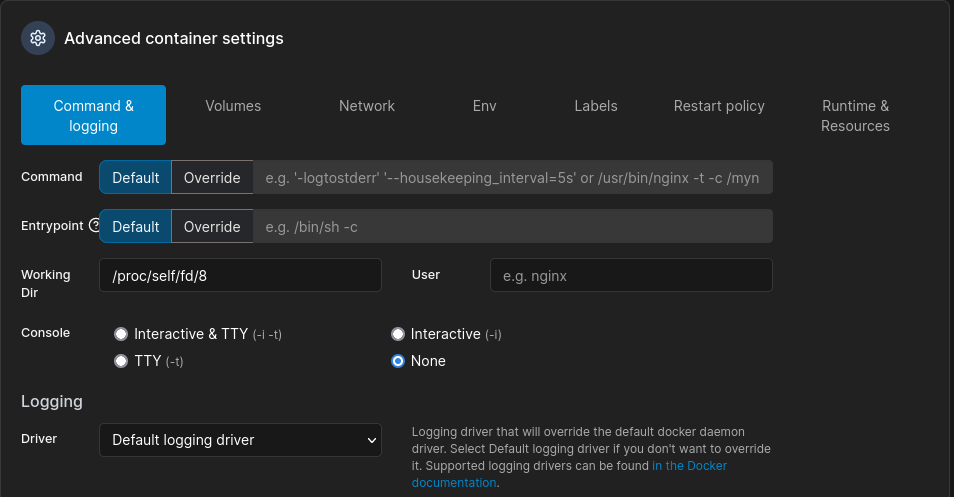 Advanced container settings
Command &
logging
Volumes
Network
Env
Labels
Restart policy
Runtime &
Resources
Command Default Override e.g. '-logtostderr' '--housekeeping_interval=5s' or /usr/bin/nginx -t -c /myn
Entrypoint Default Override e.g. /bin/sh -c
Working
Dir
/proc/self/fd/8
User e.g. nginx
Console Interactive & TTY (-i -t) Interactive (-i)
TTY (-t) None
Logging
Driver Default logging driver
Logging driver that will override the default docker daemon
driver. Select Default logging driver if you don't want to override
it. Supported logging drivers can be found in the Docker
documentation.